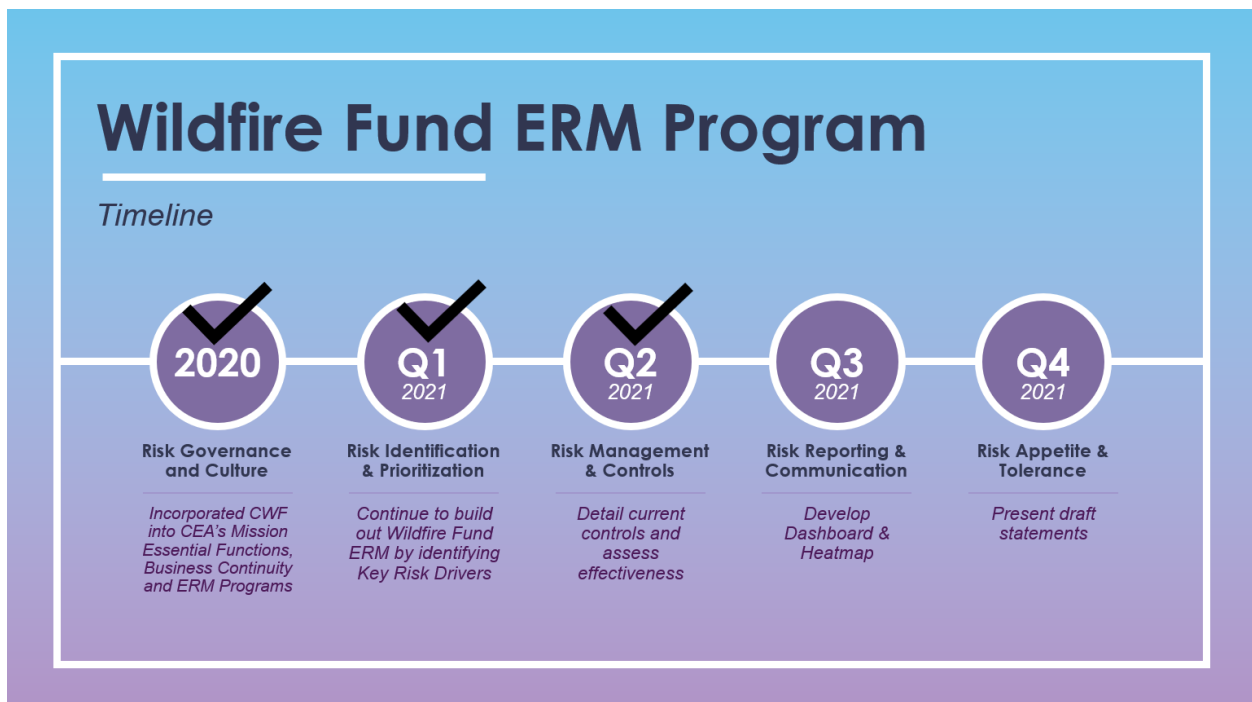 Wildfire Fund ERM Program
Timeline
2020
Risk Governance
and Culture
Incorporated CWF
into CEA's Mission
Essential Functions,
Business Continuity
and ERM Programs
Q1
2021
Risk Identification
& Prioritization
Continue to build
out Wildfire Fund
ERM by identifying
Key Risk Drivers
Q2
2021
Risk Management
& Controls
Detail current
controls and
assess
effectiveness
Q3
2021
Risk Reporting &
Communication
Develop
Dashboard &
Heatmap
Q4
2021
Risk Appetite &
Tolerance
Present draft
statements